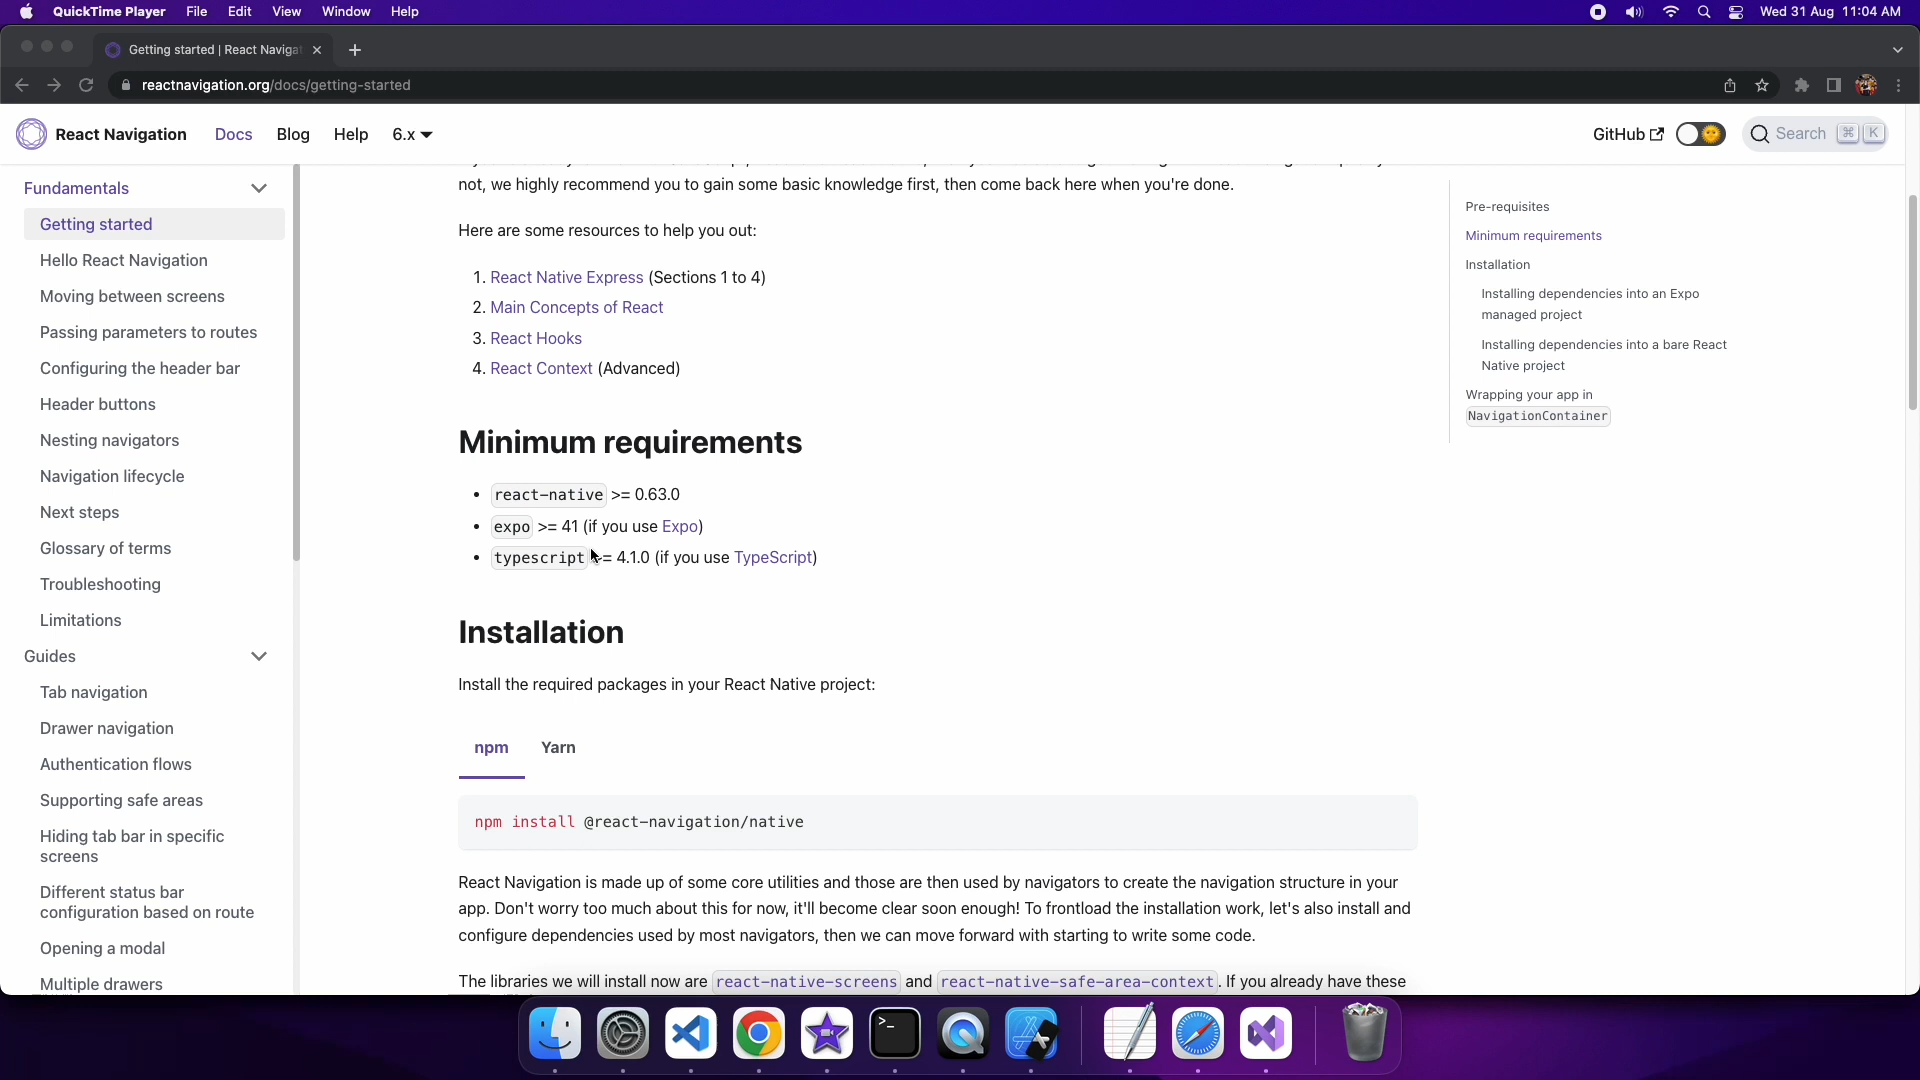 QuickTime Player File Edit View Window Help Wed 31 Aug 11:04 AM
Getting started | React Naviga
reactnavigation.org/docs/getting-started
React Navigation Docs Blog Help 6.x GitHub Search ⌘ K
Fundamentals
Getting started
Hello React Navigation
Moving between screens
Passing parameters to routes
Configuring the header bar
Header buttons
Nesting navigators
Navigation lifecycle
Next steps
Glossary of terms
Troubleshooting
Limitations
Guides
Tab navigation
Drawer navigation
Authentication flows
Supporting safe areas
Hiding tab bar in specific
screens
Different status bar
configuration based on route
Opening a modal
Multiple drawers
not, we highly recommend you to gain some basic knowledge first, then come back here when you're done.
Here are some resources to help you out:
1. React Native Express (Sections 1 to 4)
2. Main Concepts of React
3. React Hooks
4. React Context (Advanced)
Minimum requirements
• react-native >= 0.63.0
• expo >= 41 (if you use Expo)
• typescript >= 4.1.0 (if you use TypeScript)
Installation
Install the required packages in your React Native project:
npm Yarn
npm install @react-navigation/native
React Navigation is made up of some core utilities and those are then used by navigators to create the navigation structure in your
app. Don't worry too much about this for now, it'll become clear soon enough! To frontload the installation work, let's also install and
configure dependencies used by most navigators, then we can move forward with starting to write some code.
The libraries we will install now are react-native-screens and react-native-safe-area-context. If you already have these
Pre-requisites
Minimum requirements
Installation
Installing dependencies into an Expo
managed project
Installing dependencies into a bare React
Native project
Wrapping your app in
NavigationContainer